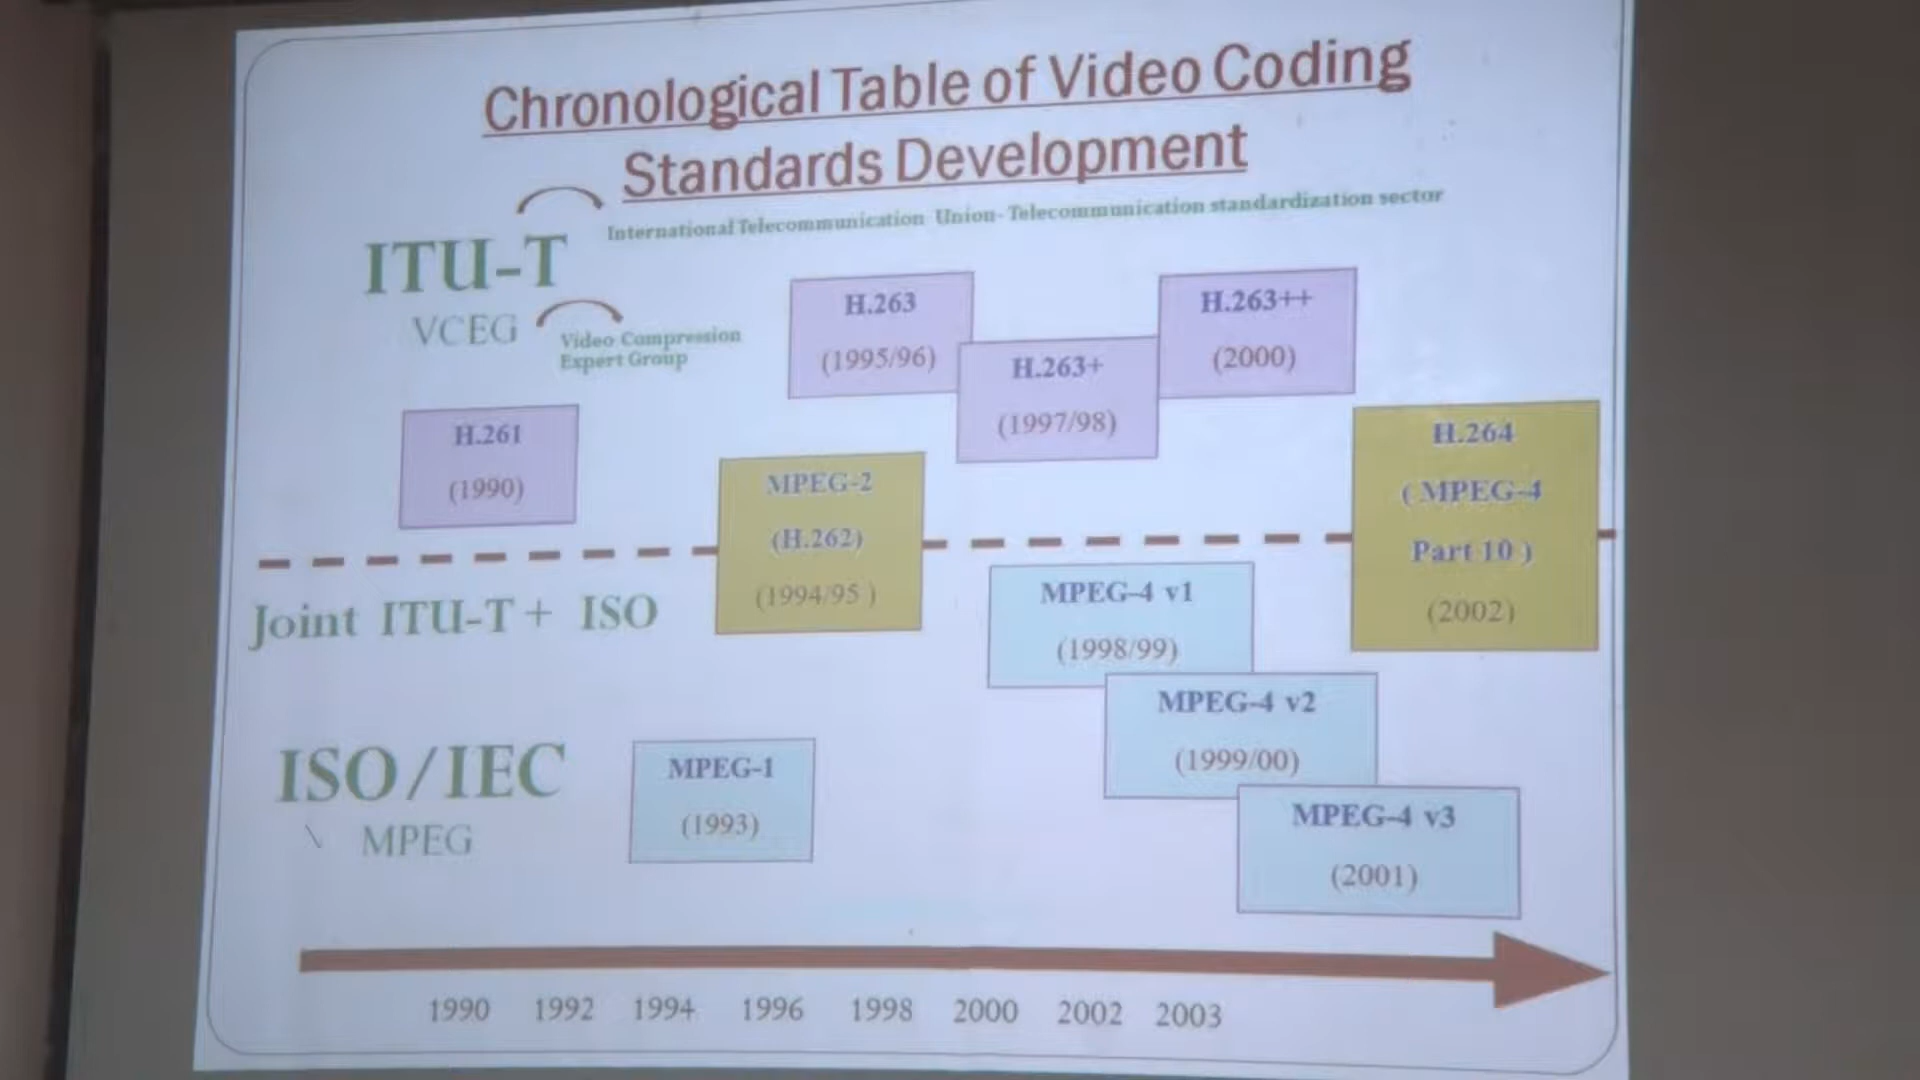 Chronological Table of Video Coding
Standards Development
International Telecommunication Union- Telecommunication standardization sector
ITU-T
VCEG
Video Compression
Expert Group
H.263
(1995/96)
H.263+
(1997/98)
H.263++
(2000)
H.261
(1990)
MPEG-2
(H.262)
(1994/95 )
H.264
( MPEG-4
Part 10 )
(2002)
Joint ITU-T + ISO
MPEG-4 v1
(1998/99)
MPEG-4 v2
(1999/00)
MPEG-4 v3
(2001)
ISO/IEC
MPEG
MPEG-1
(1993)
1990 1992 1994 1996 1998 2000 2002 2003